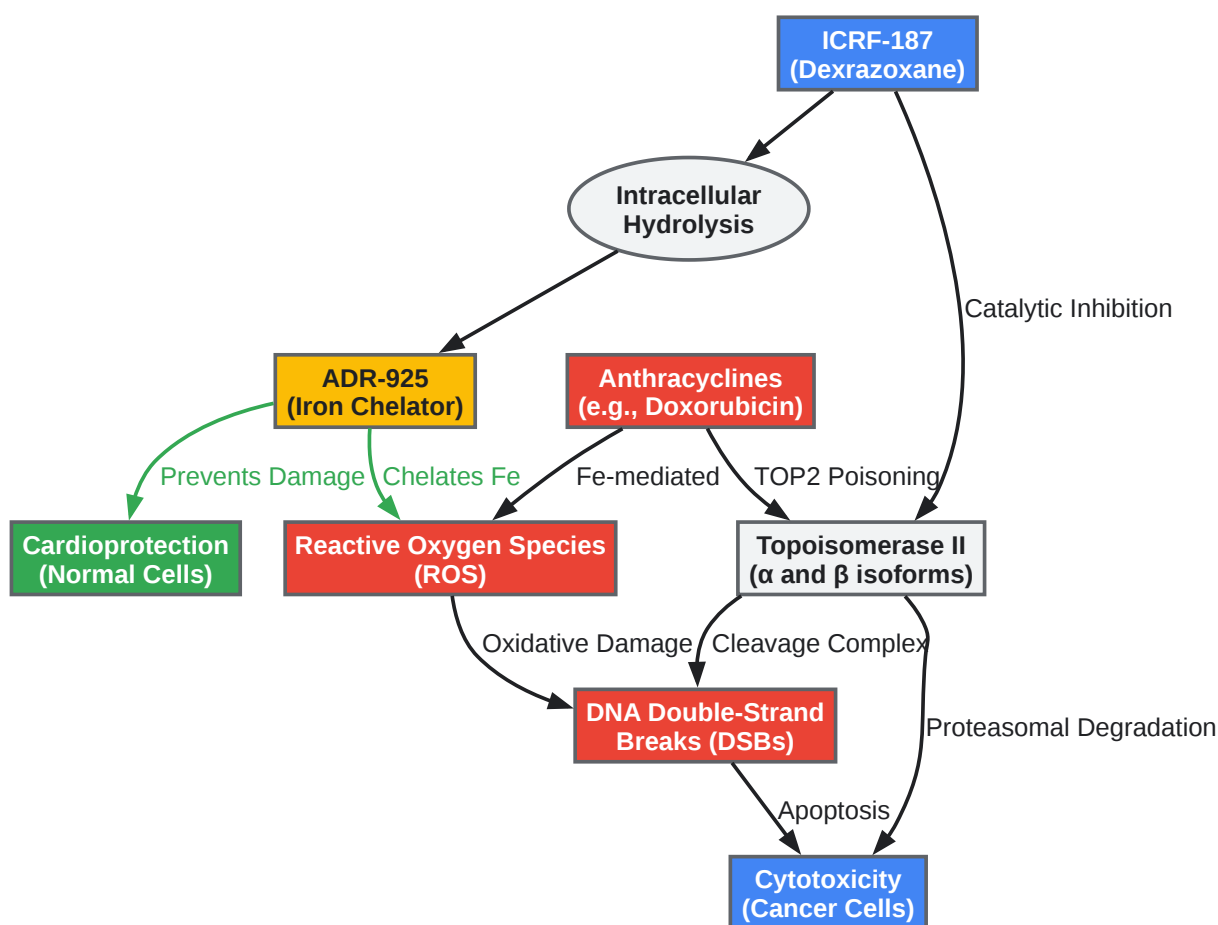 ICRF-187
(Dexrazoxane)
Intracellular
Hydrolysis
Catalytic Inhibition
ADR-925
(Iron Chelator)
Anthracyclines
(e.g., Doxorubicin)
Prevents Damage
Chelates Fe
Fe-mediated
TOP2 Poisoning
Cardioprotection
(Normal Cells)
Reactive Oxygen Species
(ROS)
Topoisomerase II
(α and β isoforms)
Oxidative Damage
Cleavage Complex
DNA Double-Strand
Breaks (DSBs)
Proteasomal Degradation
Apoptosis
Cytotoxicity
(Cancer Cells)